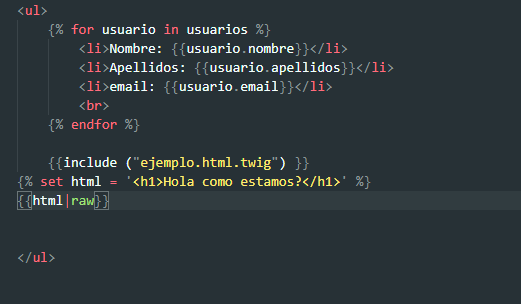 <ul>
{% for usuario in usuarios %}
<li>Nombre: {{usuario.nombre}}</li>
<li>Apellidos: {{usuario.apellidos}}</li>
<li>email: {{usuario.email}}</li>
<br>
{% endfor %}
{{include ("ejemplo.html.twig") }}
{% set html = '<h1>Hola como estamos?</h1>' %}
{{html|raw}}
</ul>